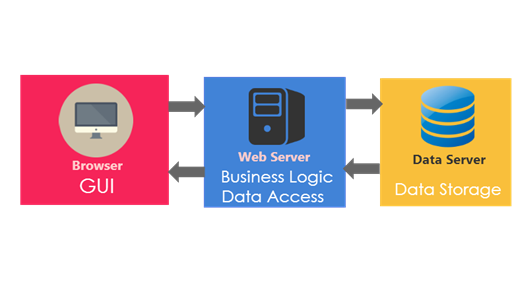 Browser
GUI
Web Server
Business Logic
Data Access
Data Server
Data Storage